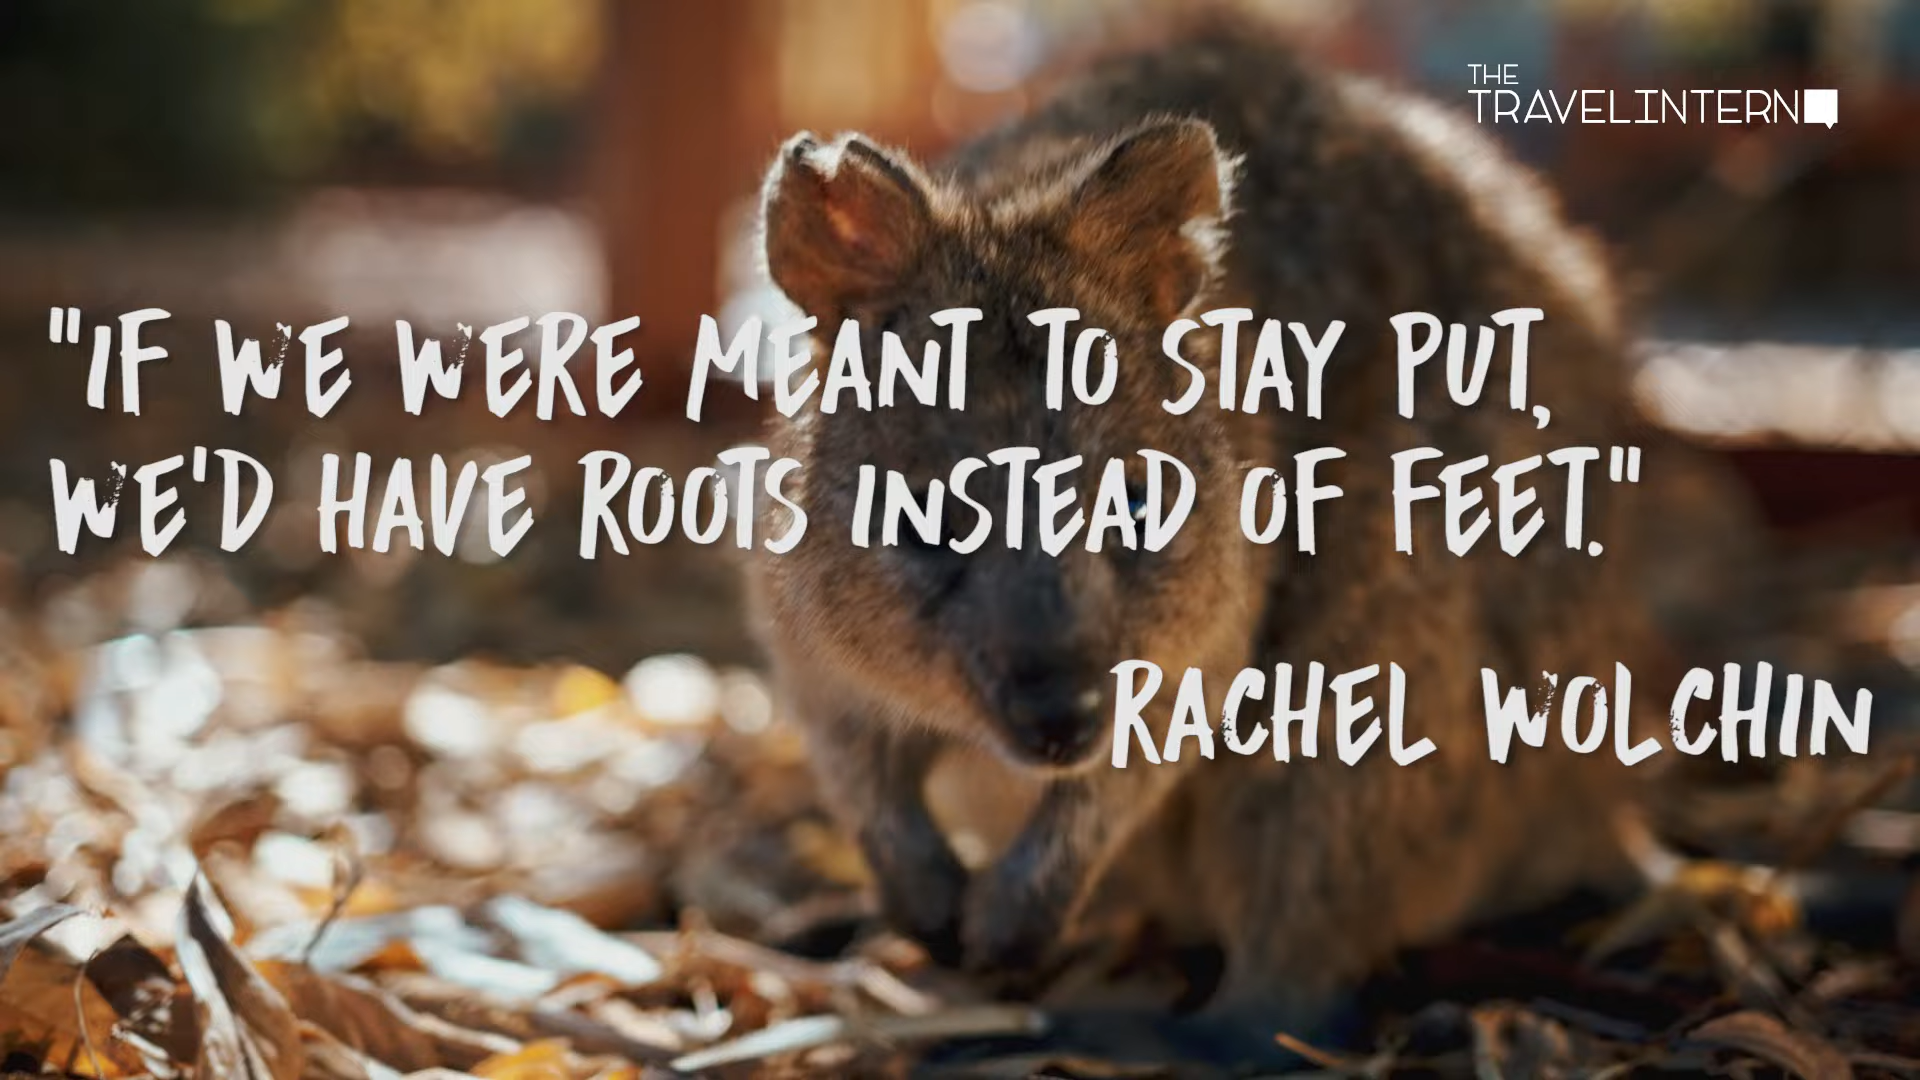 THE
TRAVELINTERN
"IF WE WERE MEANT TO STAY PUT,
WE'D HAVE ROOTS INSTEAD OF FEET."
RACHEL WOLCHIN